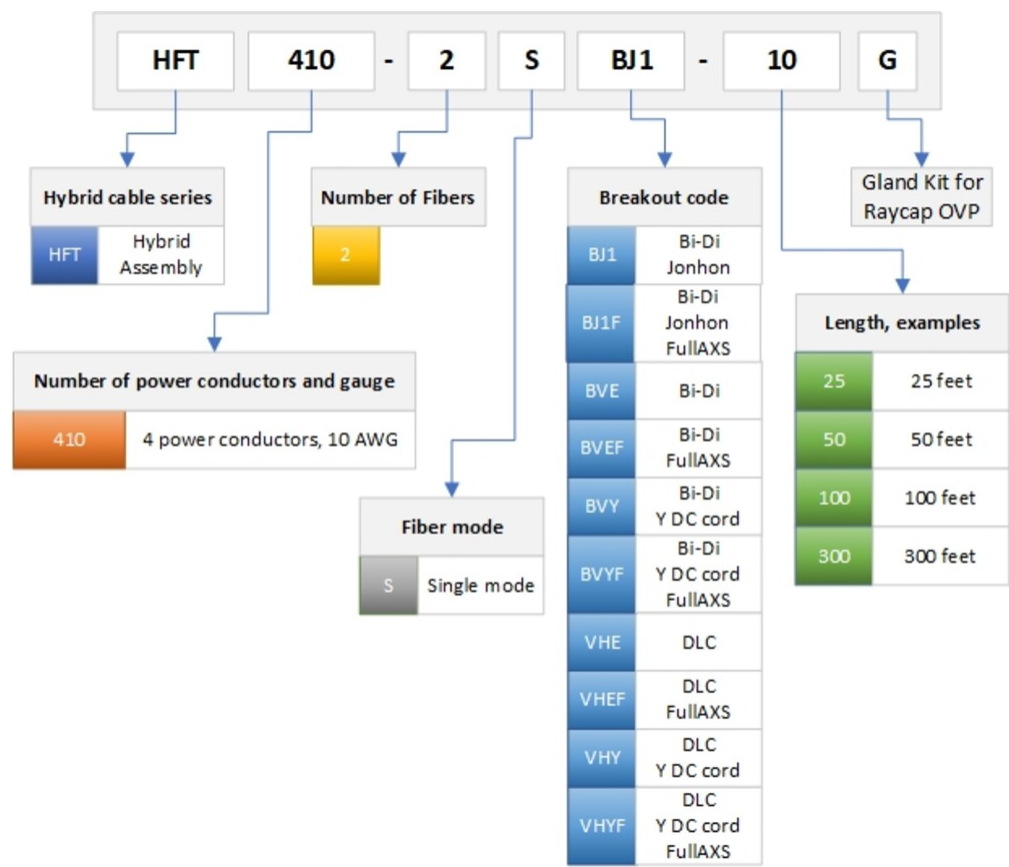 HFT 410 - 2 S BJ1 - 10 G
Hybrid cable series
HFT Hybrid
Assembly
Number of Fibers
2
Breakout code
BJ1 Bi-Di
Jonhon
BJ1F Bi-Di
Jonhon
FullAXS
BVE Bi-Di
BVEF Bi-Di
FullAXS
BVY Bi-Di
Y DC cord
BVYF Bi-Di
Y DC cord
FullAXS
VHE DLC
VHEF DLC
FullAXS
VHY DLC
Y DC cord
VHYF DLC
Y DC cord
FullAXS
Gland Kit for
Raycap OVP
Length, examples
25 25 feet
50 50 feet
100 100 feet
300 300 feet
Number of power conductors and gauge
410 4 power conductors, 10 AWG
Fiber mode
S Single mode